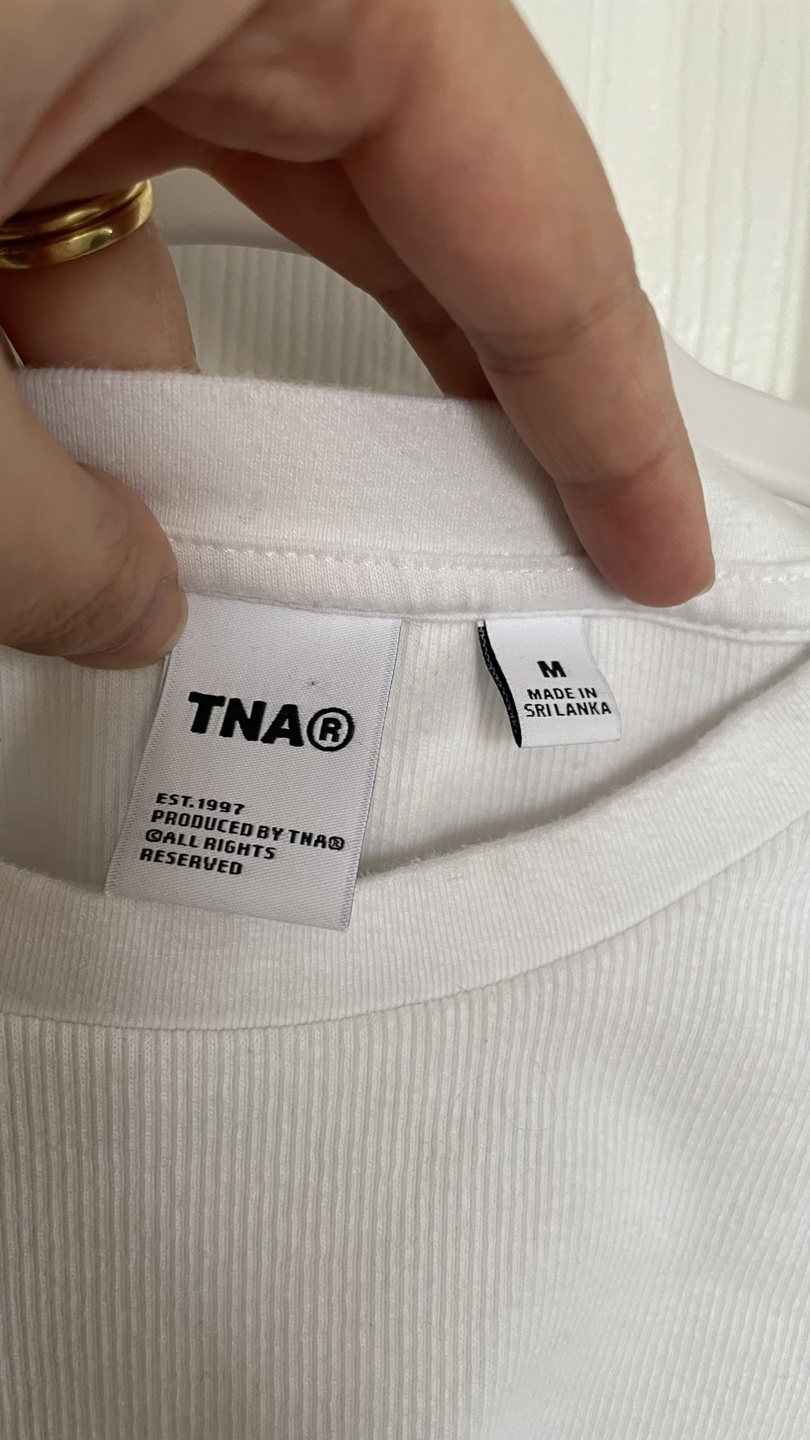 TNA®
EST.1997
PRODUCED BY TNA®
©ALL RIGHTS
RESERVED
M
MADE IN
SRI LANKA